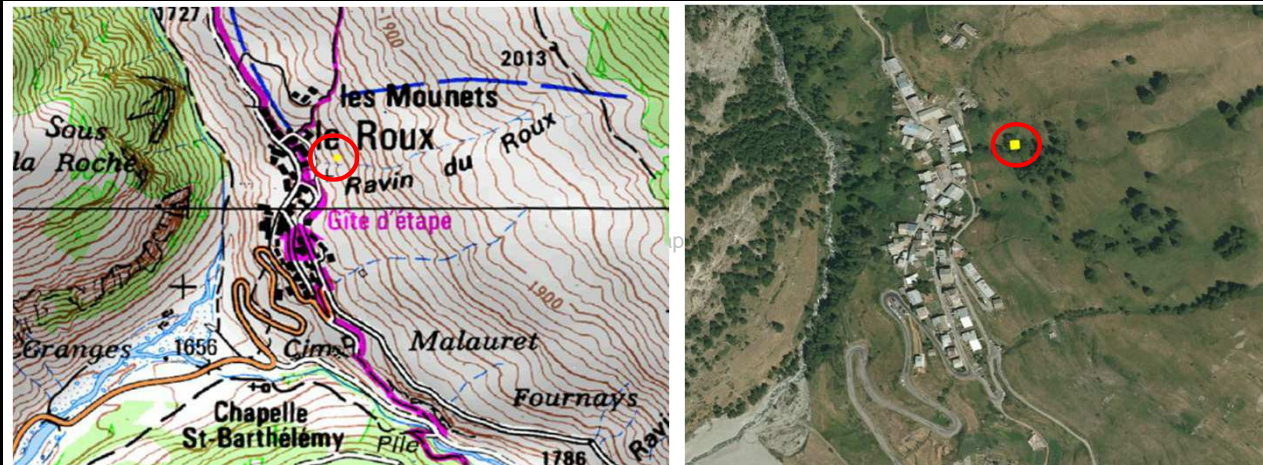 1727
1900
2013
les Mounets
Sous
la Roche
le Roux
Ravin du Roux
Gîte d'étape
1900
Granges
1656
Cim.
Malauret
Fournays
Chapelle
St-Barthélémy
Pile
1786